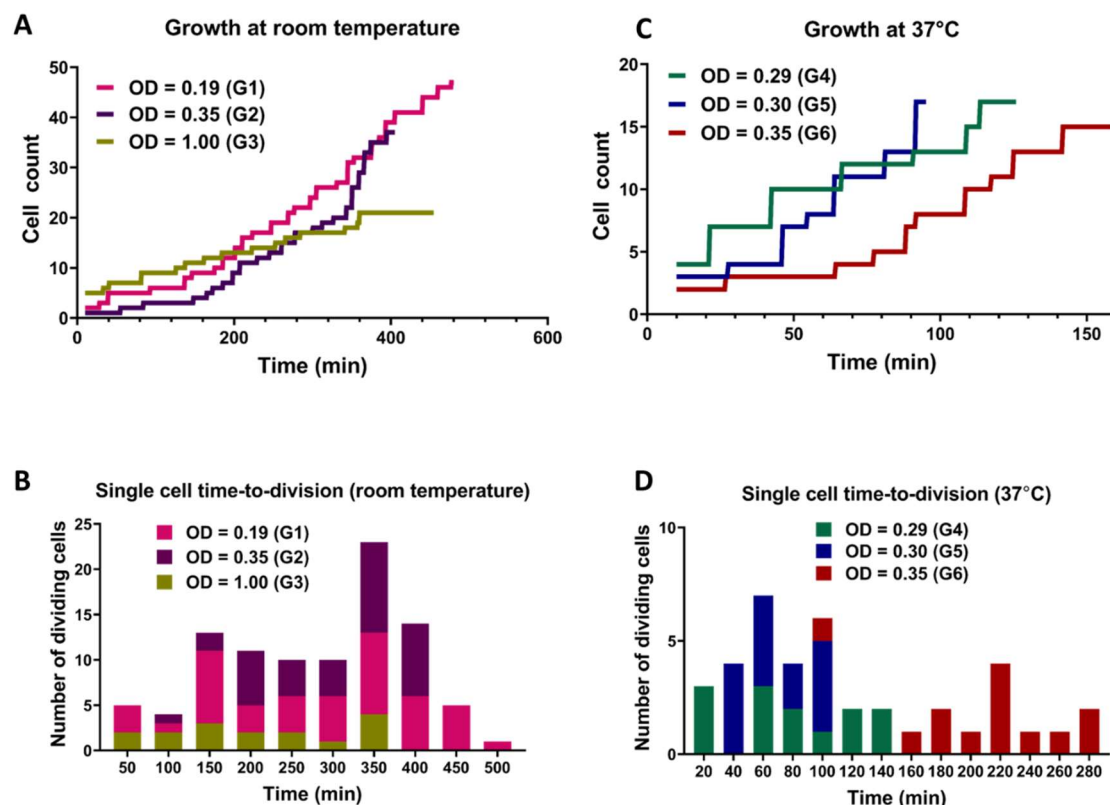 A
Growth at room temperature
OD = 0.19 (G1)
OD = 0.35 (G2)
OD = 1.00 (G3)
Cell count
50
40
30
20
10
0
0 200 400 600
Time (min)
C
Growth at 37°C
OD = 0.29 (G4)
OD = 0.30 (G5)
OD = 0.35 (G6)
Cell count
20
15
10
5
0
0 50 100 150
Time (min)
B
Single cell time-to-division (room temperature)
OD = 0.19 (G1)
OD = 0.35 (G2)
OD = 1.00 (G3)
Number of dividing cells
25
20
15
10
5
0
50 100 150 200 250 300 350 400 450 500
Time (min)
D
Single cell time-to-division (37°C)
OD = 0.29 (G4)
OD = 0.30 (G5)
OD = 0.35 (G6)
Number of dividing cells
10
5
0
20 40 60 80 100 120 140 160 180 200 220 240 260 280
Time (min)